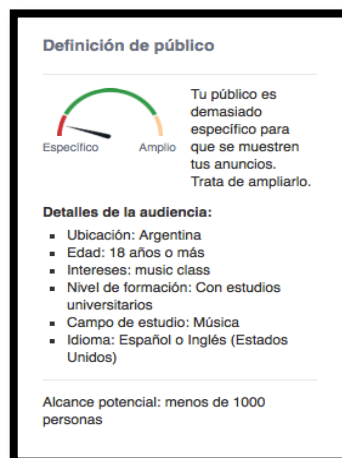 Definición de público
Tu público es
demasiado
específico para
que se muestren
tus anuncios.
Trata de ampliarlo.
Específico
Amplio
Detalles de la audiencia:
Ubicación: Argentina
Edad: 18 años o más
Intereses: music class
Nivel de formación: Con estudios
universitarios
Campo de estudio: Música
Idioma: Español o Inglés (Estados
Unidos)
Alcance potencial: menos de 1000
personas